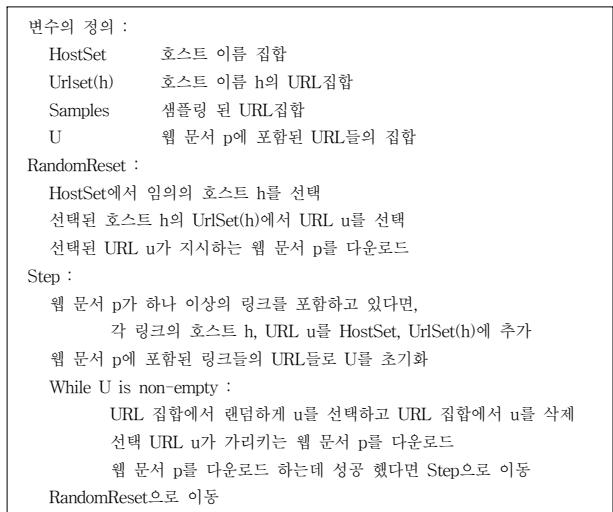 변수의 정의 :
HostSet 호스트 이름 집합
Urlset(h) 호스트 이름 h의 URL집합
Samples 샘플링 된 URL집합
U 웹 문서 p에 포함된 URL들의 집합
RandomReset :
HostSet에서 임의의 호스트 h를 선택
선택된 호스트 h의 UrlSet(h)에서 URL u를 선택
선택된 URL u가 지시하는 웹 문서 p를 다운로드
Step :
웹 문서 p가 하나 이상의 링크를 포함하고 있다면,
각 링크의 호스트 h, URL u를 HostSet, UrlSet(h)에 추가
웹 문서 p에 포함된 링크들의 URL들로 U를 초기화
While U is non-empty :
URL 집합에서 랜덤하게 u를 선택하고 URL 집합에서 u를 삭제
선택 URL u가 가리키는 웹 문서 p를 다운로드
웹 문서 p를 다운로드 하는데 성공 했다면 Step으로 이동
RandomReset으로 이동